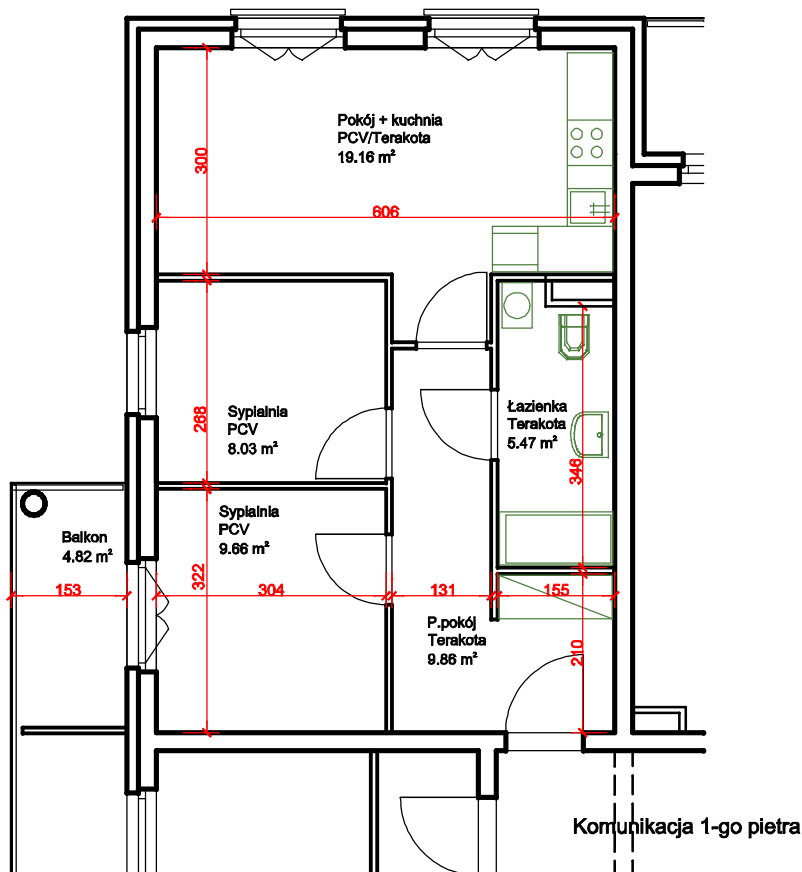 Pokój + kuchnia
PCV/Terakota
19.16 m²
300
606
Sypialnia
PCV
8.03 m²
268
Łazienka
Terakota
5.47 m²
346
Sypialnia
PCV
9.66 m²
Balkon
4.82 m²
322
153
304
131
155
P.pokój
Terakota
9.86 m²
210
Komunikacja 1-go pietra